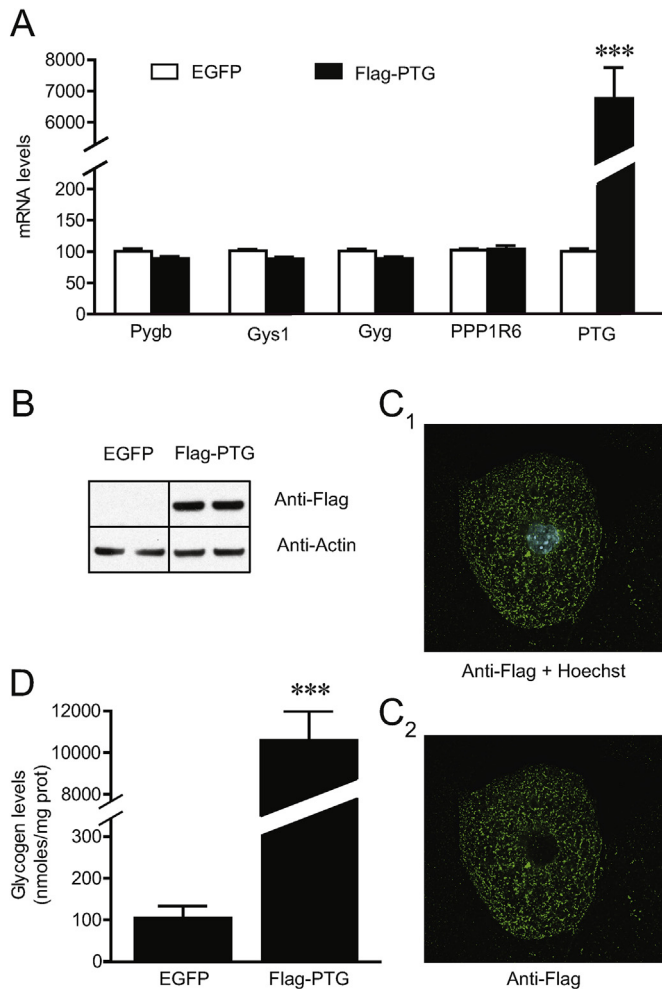 A
***
8000
7000
6000
200
150
100
50
0
mRNA levels
EGFP
Flag-PTG
Pygb
Gys1
Gyg
PPP1R6
PTG
B
EGFP
Flag-PTG
Anti-Flag
Anti-Actin
C1
Anti-Flag + Hoechst
D
***
12000
10000
8000
300
200
100
0
Glycogen levels
(nmoles/mg prot)
EGFP
Flag-PTG
C2
Anti-Flag